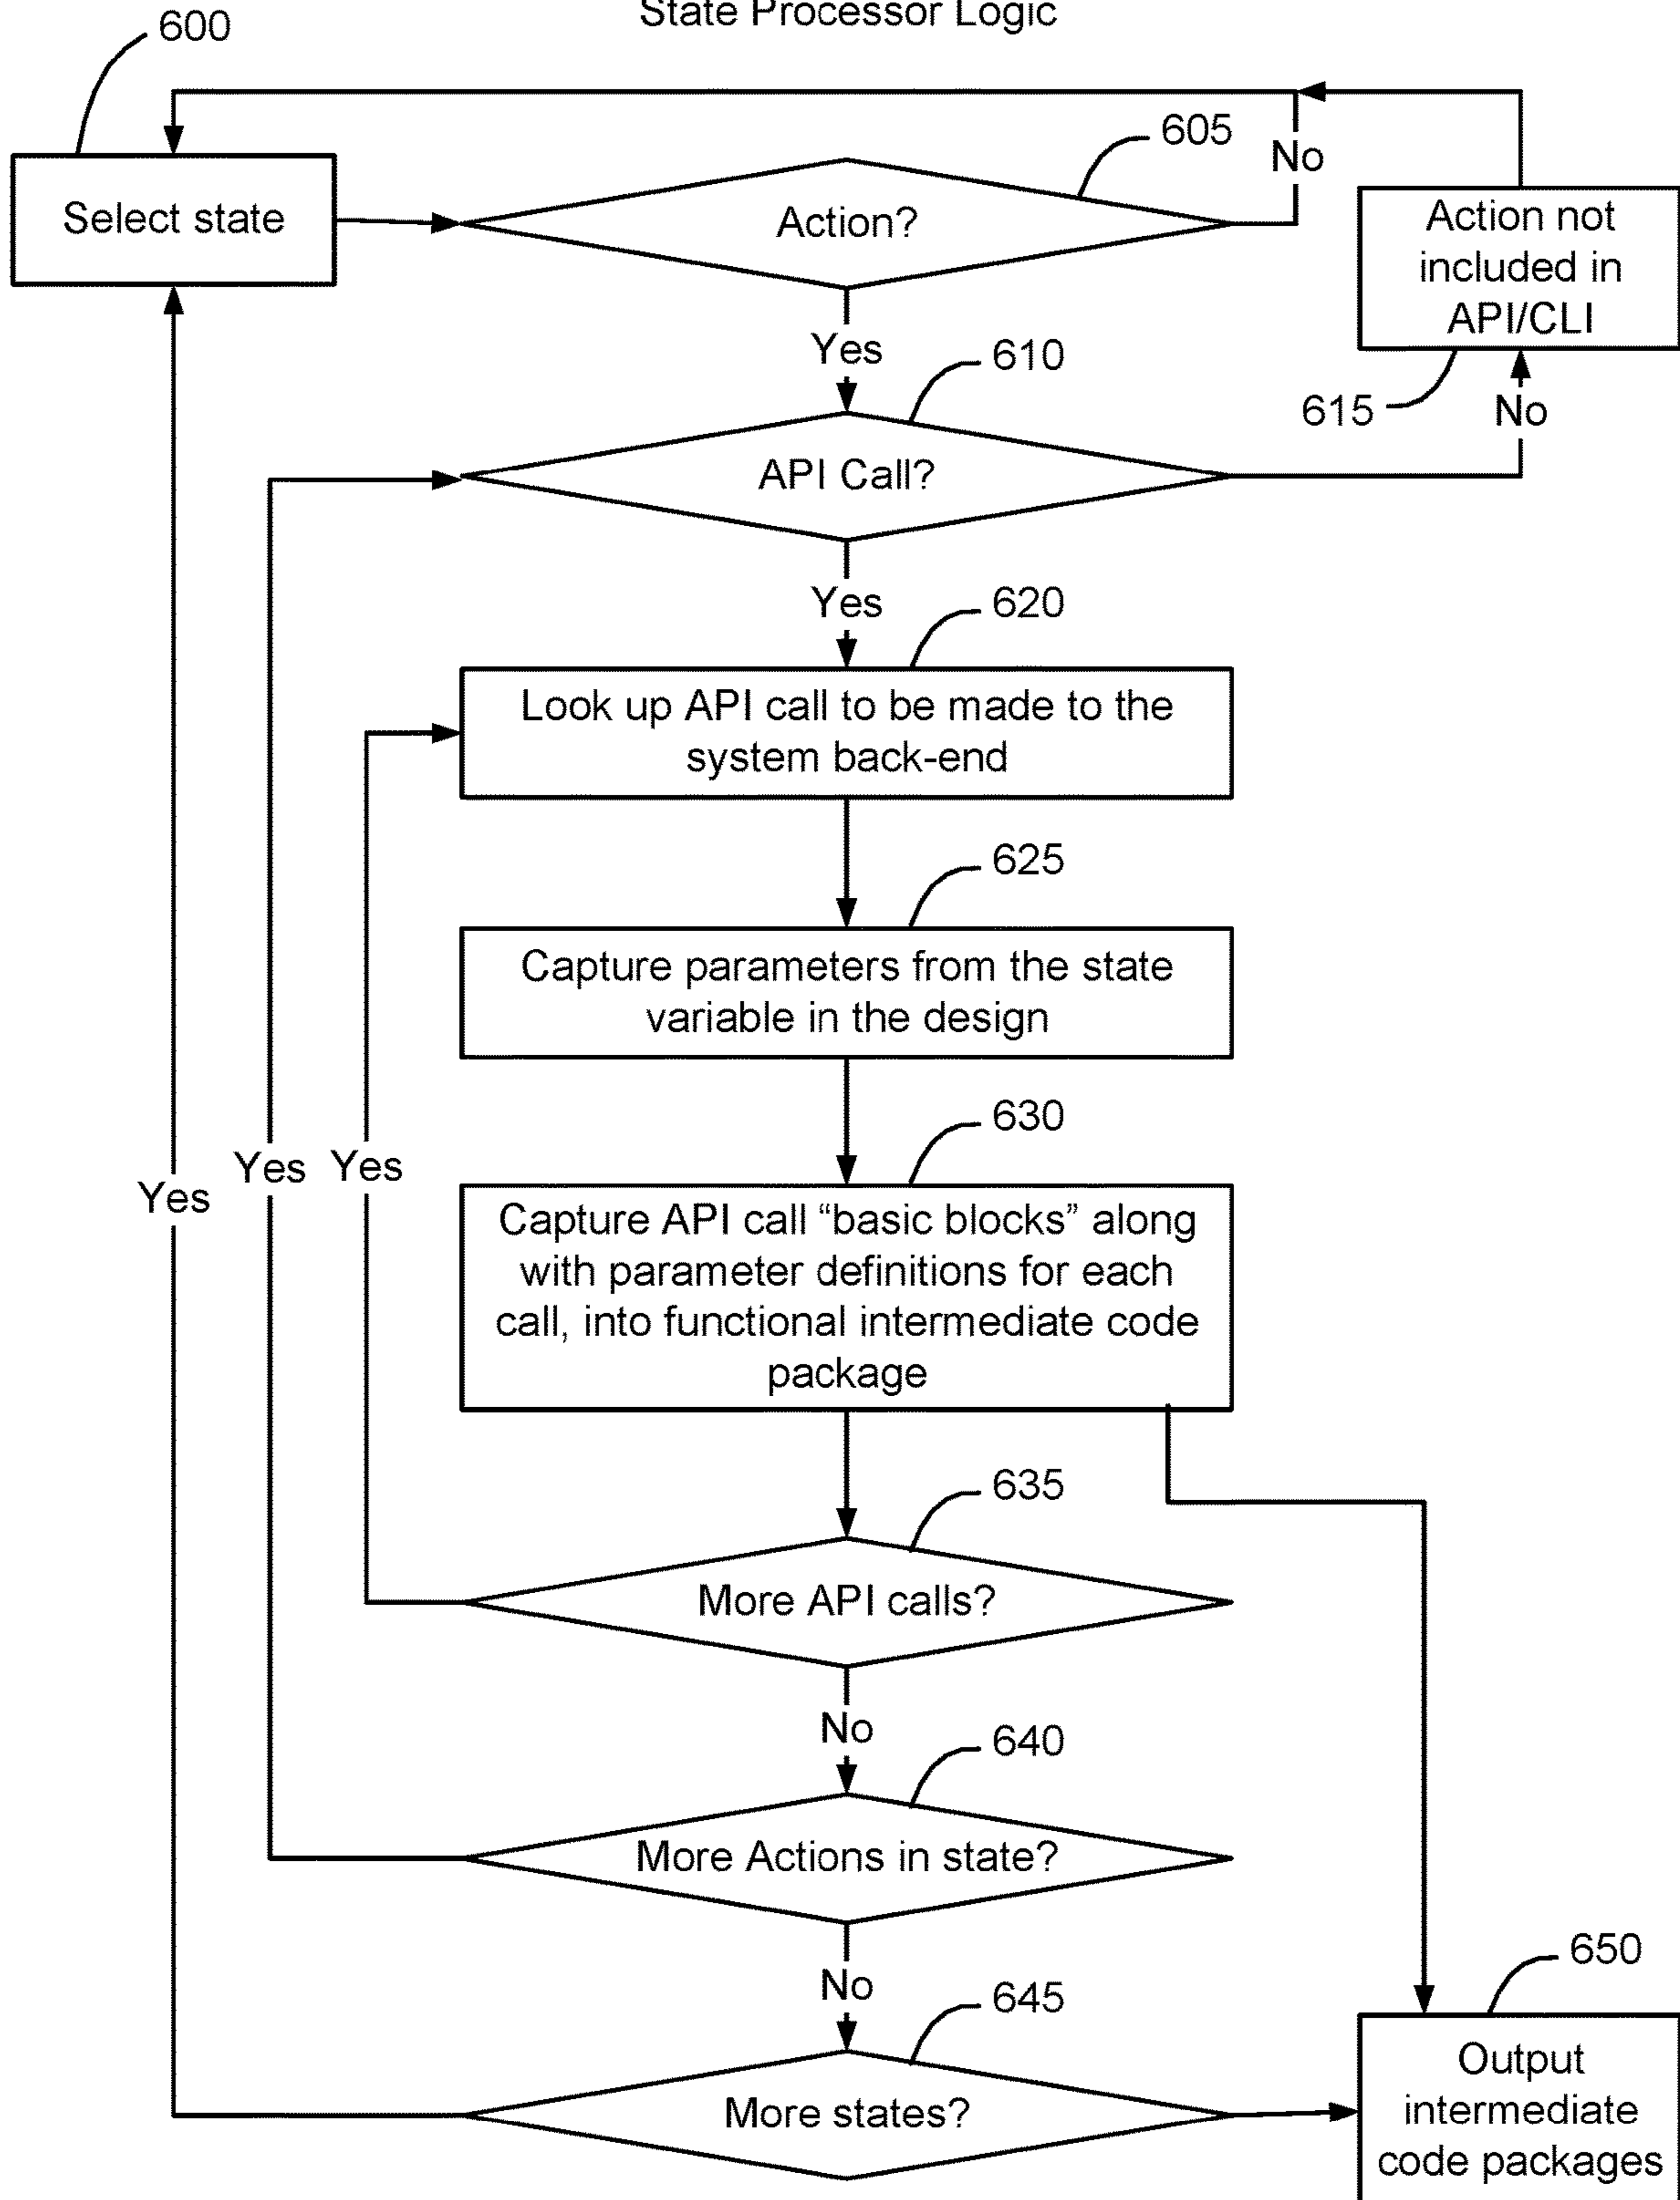 State Processor Logic
600
605
No
Select state
Action?
Action not
included in
API/CLI
Yes
610
615
No
API Call?
Yes
620
Look up API call to be made to the
system back-end
625
Capture parameters from the state
variable in the design
630
Yes
Yes
Yes
Capture API call “basic blocks” along
with parameter definitions for each
call, into functional intermediate code
package
635
More API calls?
No
640
More Actions in state?
No
645
650
More states?
Output
intermediate
code packages